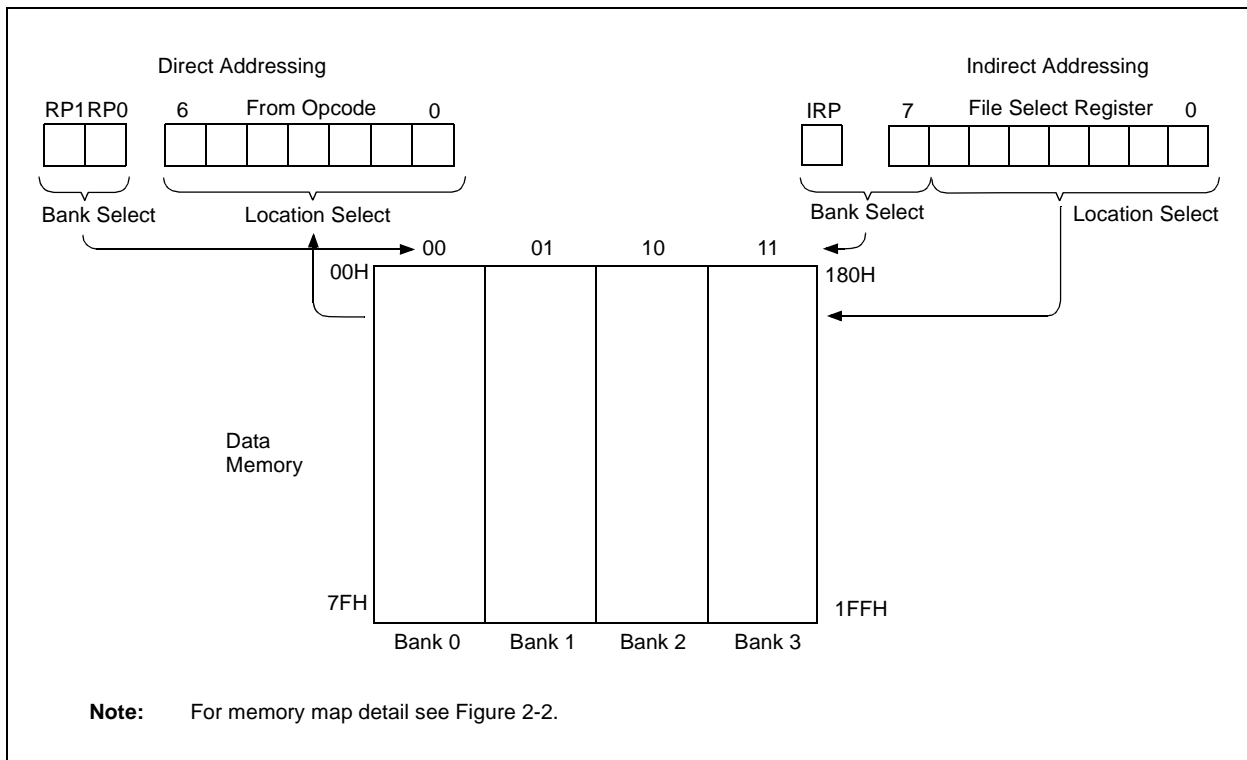 Direct Addressing
Indirect Addressing
RP1RP0 6 From Opcode 0
IRP 7 File Select Register 0
Bank Select Location Select
Bank Select Location Select
00 01 10 11
00H 180H
Data
Memory
7FH 1FFH
Bank 0 Bank 1 Bank 2 Bank 3
Note: For memory map detail see Figure 2-2.